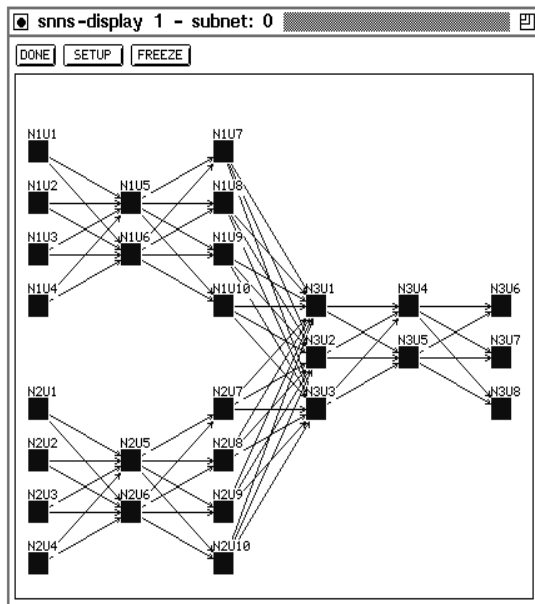 snns-display 1 - subnet: 0
DONE SETUP FREEZE
N1U1 N1U7
N1U2 N1U5 N1U8
N1U3 N1U6 N1U9
N1U4 N1U10 N3U1 N3U4 N3U6
N3U2 N3U5 N3U7
N2U1 N2U7 N3U3 N3U8
N2U2 N2U5 N2U8
N2U3 N2U6 N2U9
N2U4 N2U10